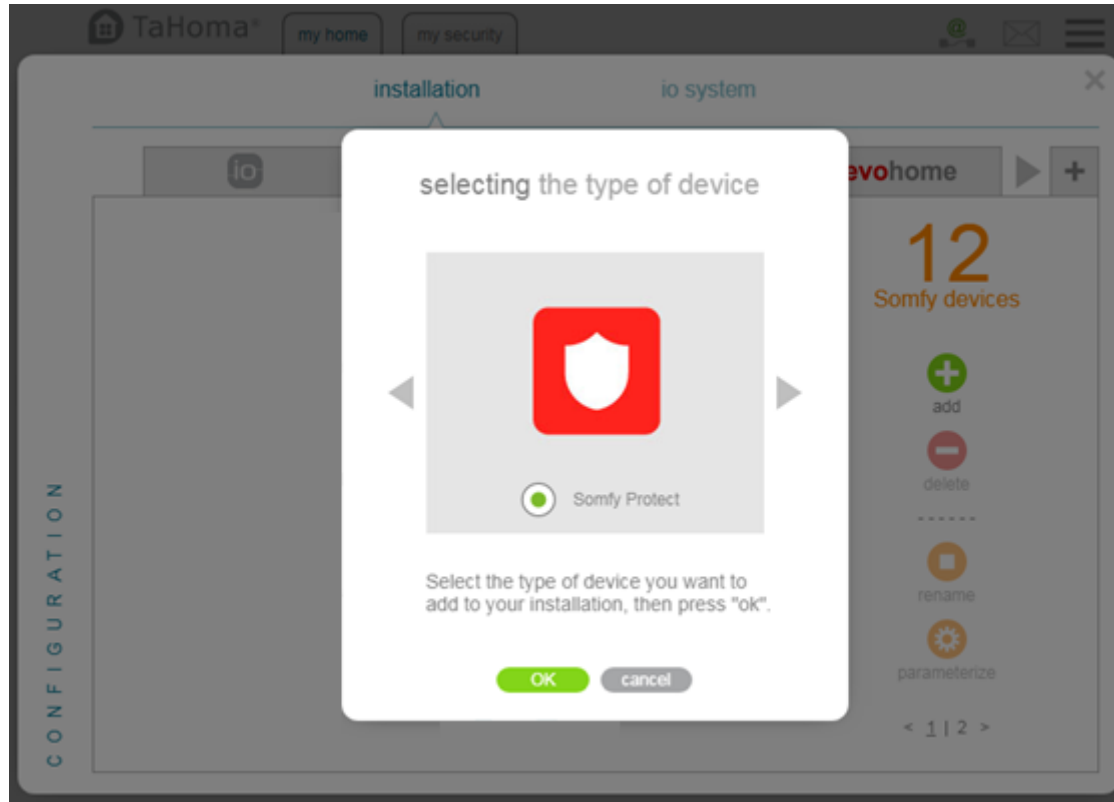 TaHoma®
my home
my security
@
installation
io system
×
io
evohome
+
selecting the type of device
12
Somfy devices
add
delete
Somfy Protect
Select the type of device you want to
add to your installation, then press "ok".
rename
OK
cancel
parameterize
< 1 | 2 >
CONFIGURATION